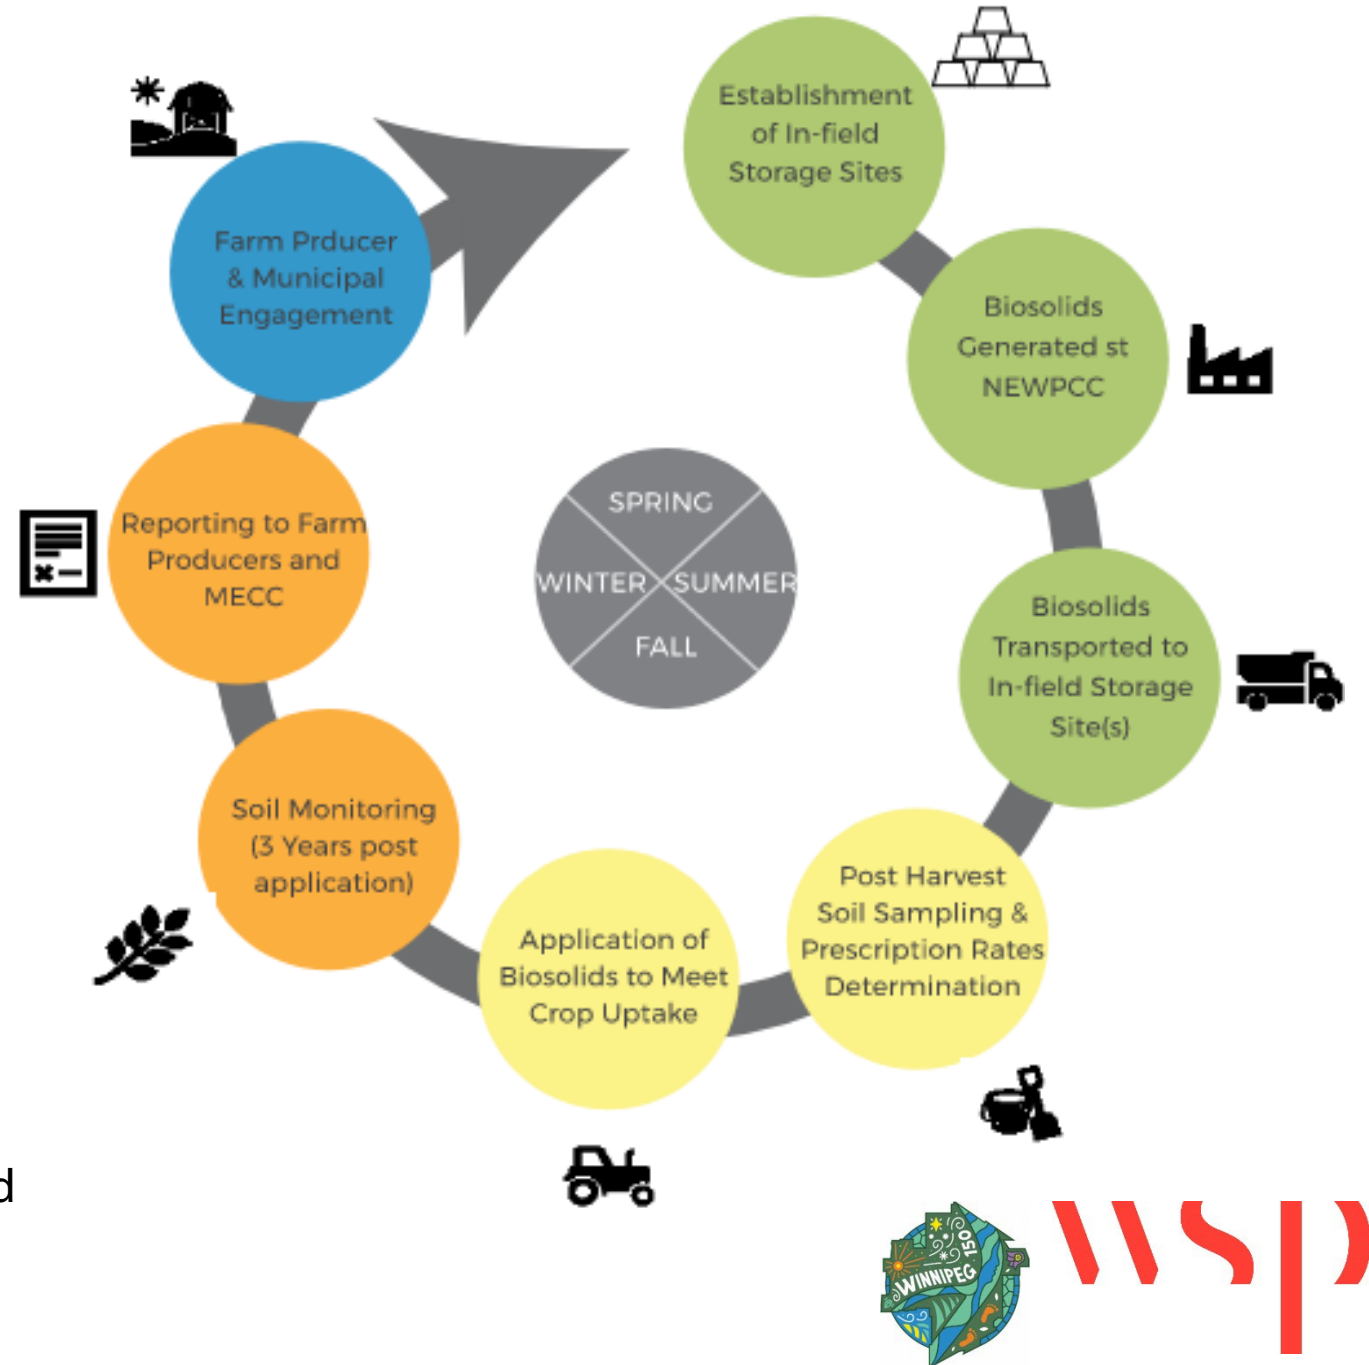 Establishment
of In-field
Storage Sites
Biosolids
Generated st
NEWPCC
Biosolids
Transported to
In-field Storage
Site(s)
Post Harvest
Soil Sampling &
Prescription Rates
Determination
Application of
Biosolids to Meet
Crop Uptake
Soil Monitoring
(3 Years post
application)
Reporting to Farm
Producers and
MECC
Farm Prducer
& Municipal
Engagement
SPRING
WINTER
SUMMER
FALL
d
WINNIPEG
150
wsp